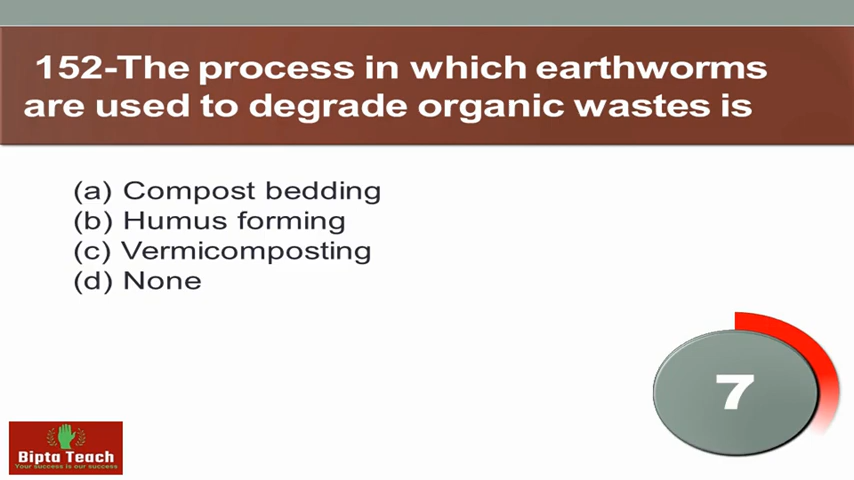 152-The process in which earthworms
are used to degrade organic wastes is
(a) Compost bedding
(b) Humus forming
(c) Vermicomposting
(d) None
7
Bipta Teach
Your success is our success